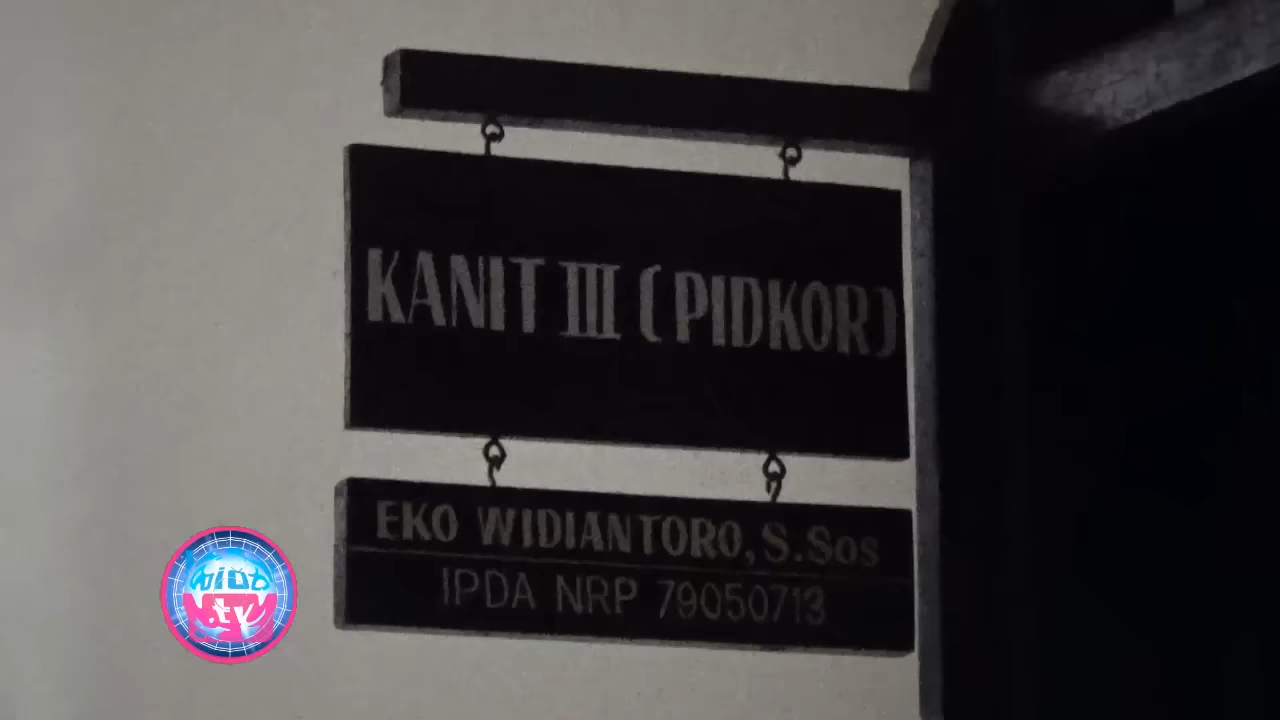 KANIT III (PIDKOR)
EKO WIDIANTORO, S.Sos
IPDA NRP 79050713